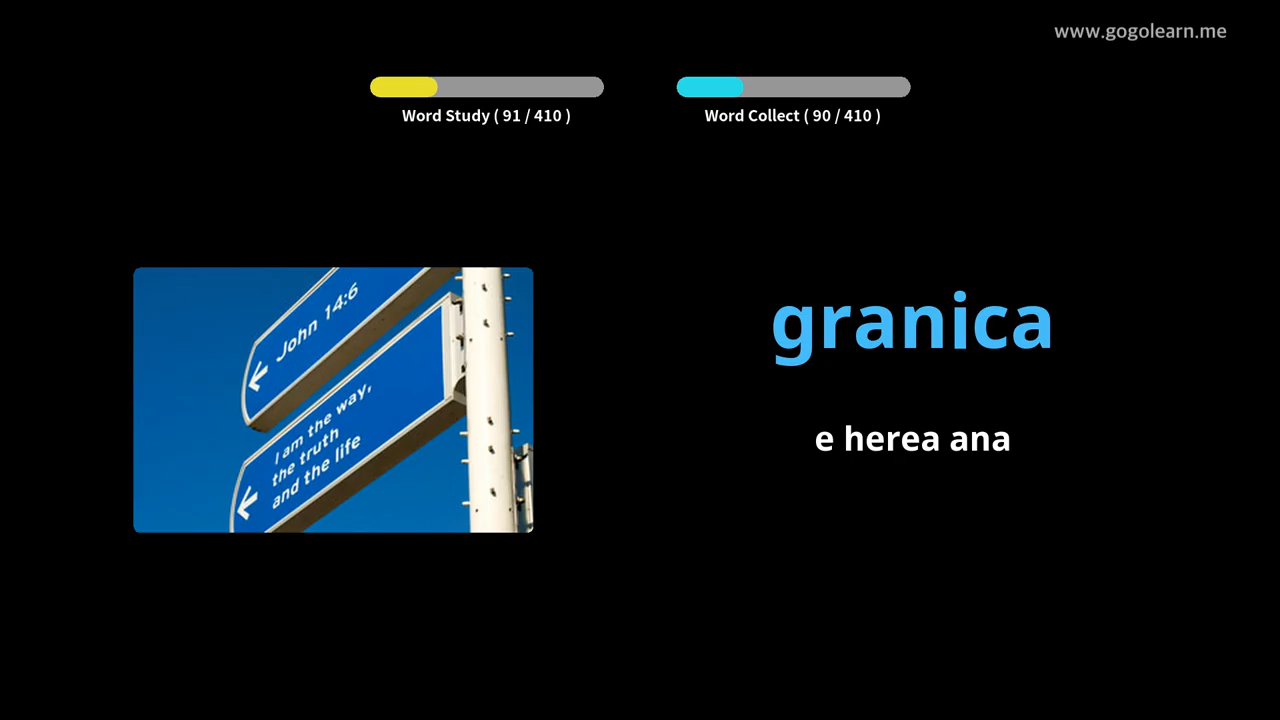 www.gogolearn.me
Word Study ( 91 / 410 )
Word Collect ( 90 / 410 )
John 14:6
I am the way,
the truth
and the life
granica
e herea ana